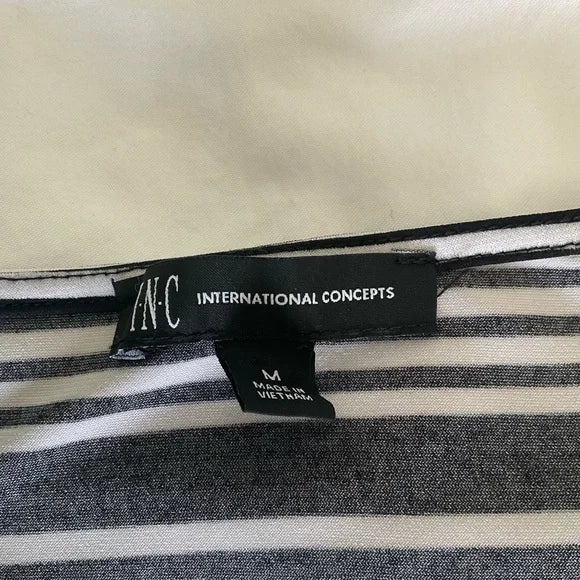 I·N·C INTERNATIONAL CONCEPTS
M
MADE IN
VIETNAM